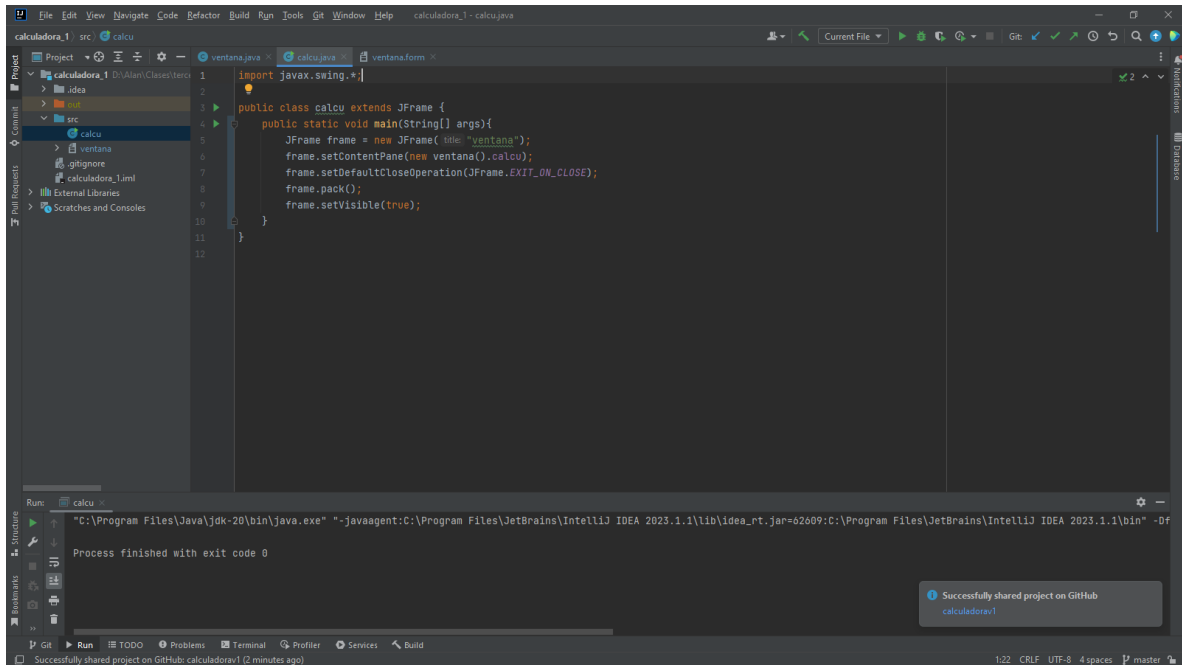 File Edit View Navigate Code Refactor Build Run Tools Git Window Help calculadora_1 - calcu.java
calculadora_1 src calcu Current File Git:
Project ventana.java calcu.java ventana.form
calculadora_1 D:\Alan\Clases\terce
.idea
out
src
calcu
ventana
.gitignore
calculadora_1.iml
External Libraries
Scratches and Consoles
1 import javax.swing.*;
2
3 public class calcu extends JFrame {
4 public static void main(String[] args){
5 JFrame frame = new JFrame( title: "ventana");
6 frame.setContentPane(new ventana().calcu);
7 frame.setDefaultCloseOperation(JFrame.EXIT_ON_CLOSE);
8 frame.pack();
9 frame.setVisible(true);
10 }
11 }
12
2
Project
Commit
Pull Requests
Structure
Bookmarks
Notifications
Database
Run: calcu
"C:\Program Files\Java\jdk-20\bin\java.exe" "-javaagent:C:\Program Files\JetBrains\IntelliJ IDEA 2023.1.1\lib\idea_rt.jar=62609:C:\Program Files\JetBrains\IntelliJ IDEA 2023.1.1\bin" -Df
Process finished with exit code 0
Successfully shared project on GitHub
calculadorav1
Git Run TODO Problems Terminal Profiler Services Build
Successfully shared project on GitHub: calculadorav1 (2 minutes ago) 1:22 CRLF UTF-8 4 spaces master